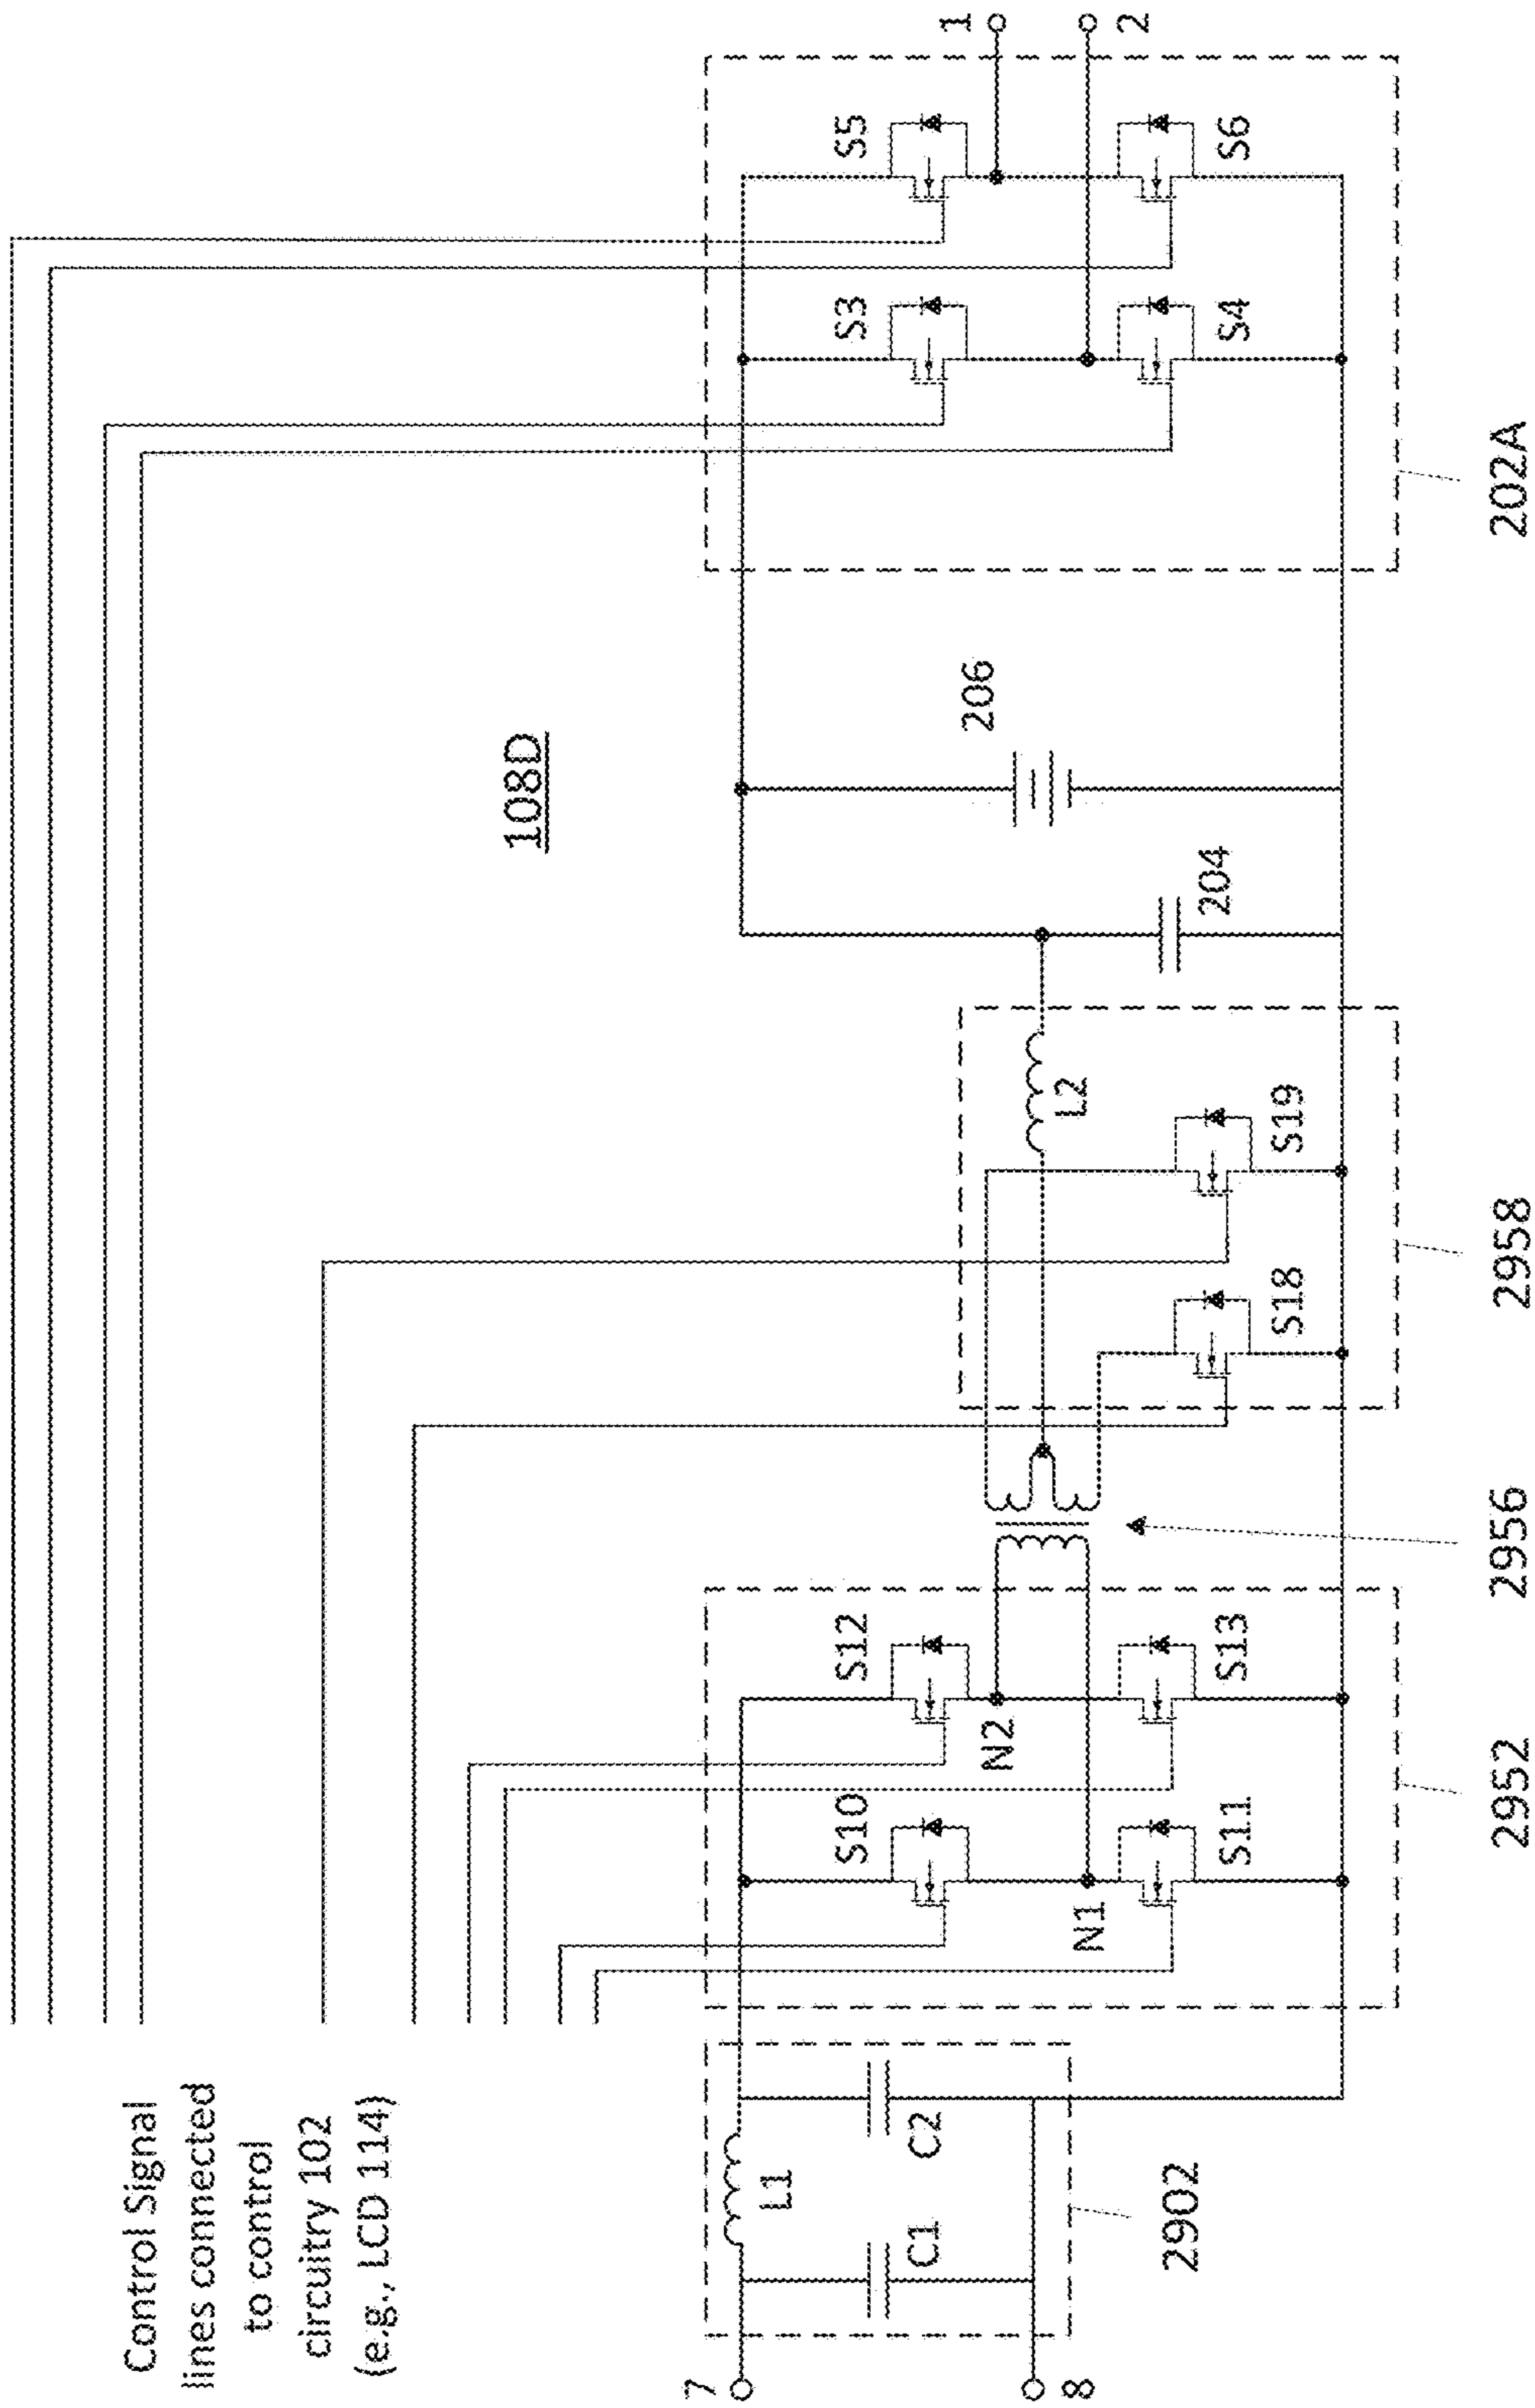 Control Signal
lines connected
to control
circuitry 102
(e.g., LCD 114)
108D
7
8
L1
C1
C2
2902
S10
S11
S12
S13
N1
N2
2952
2956
S18
S19
L2
2958
204
206
S3
S4
S5
S6
202A
1
2